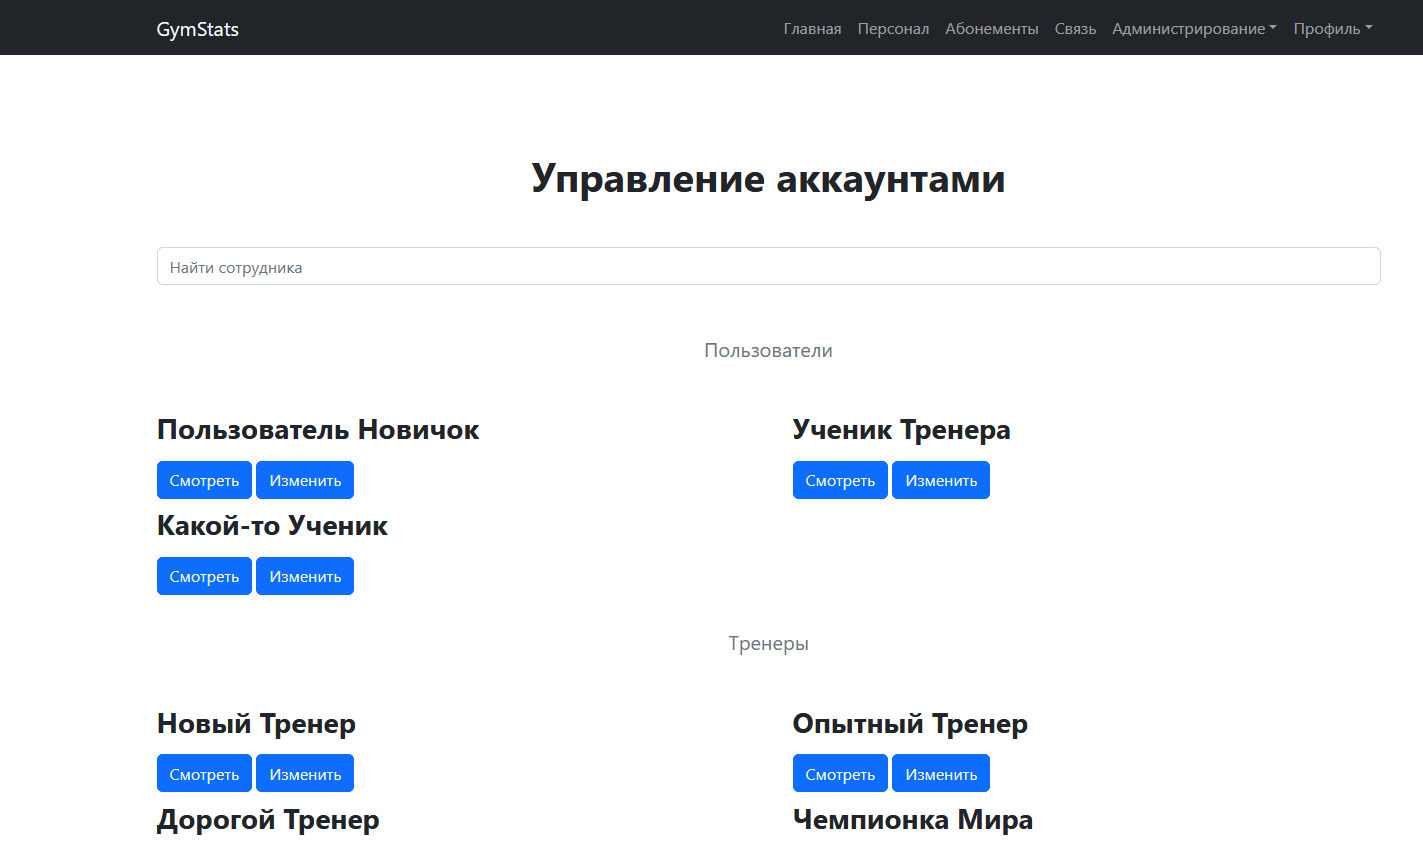 GymStats Главная Персонал Абонементы Связь Администрирование Профиль
Управление аккаунтами
Найти сотрудника
Пользователи
Пользователь Новичок Ученик Тренера
Смотреть Изменить Смотреть Изменить
Какой-то Ученик
Смотреть Изменить
Тренеры
Новый Тренер Опытный Тренер
Смотреть Изменить Смотреть Изменить
Дорогой Тренер Чемпионка Мира